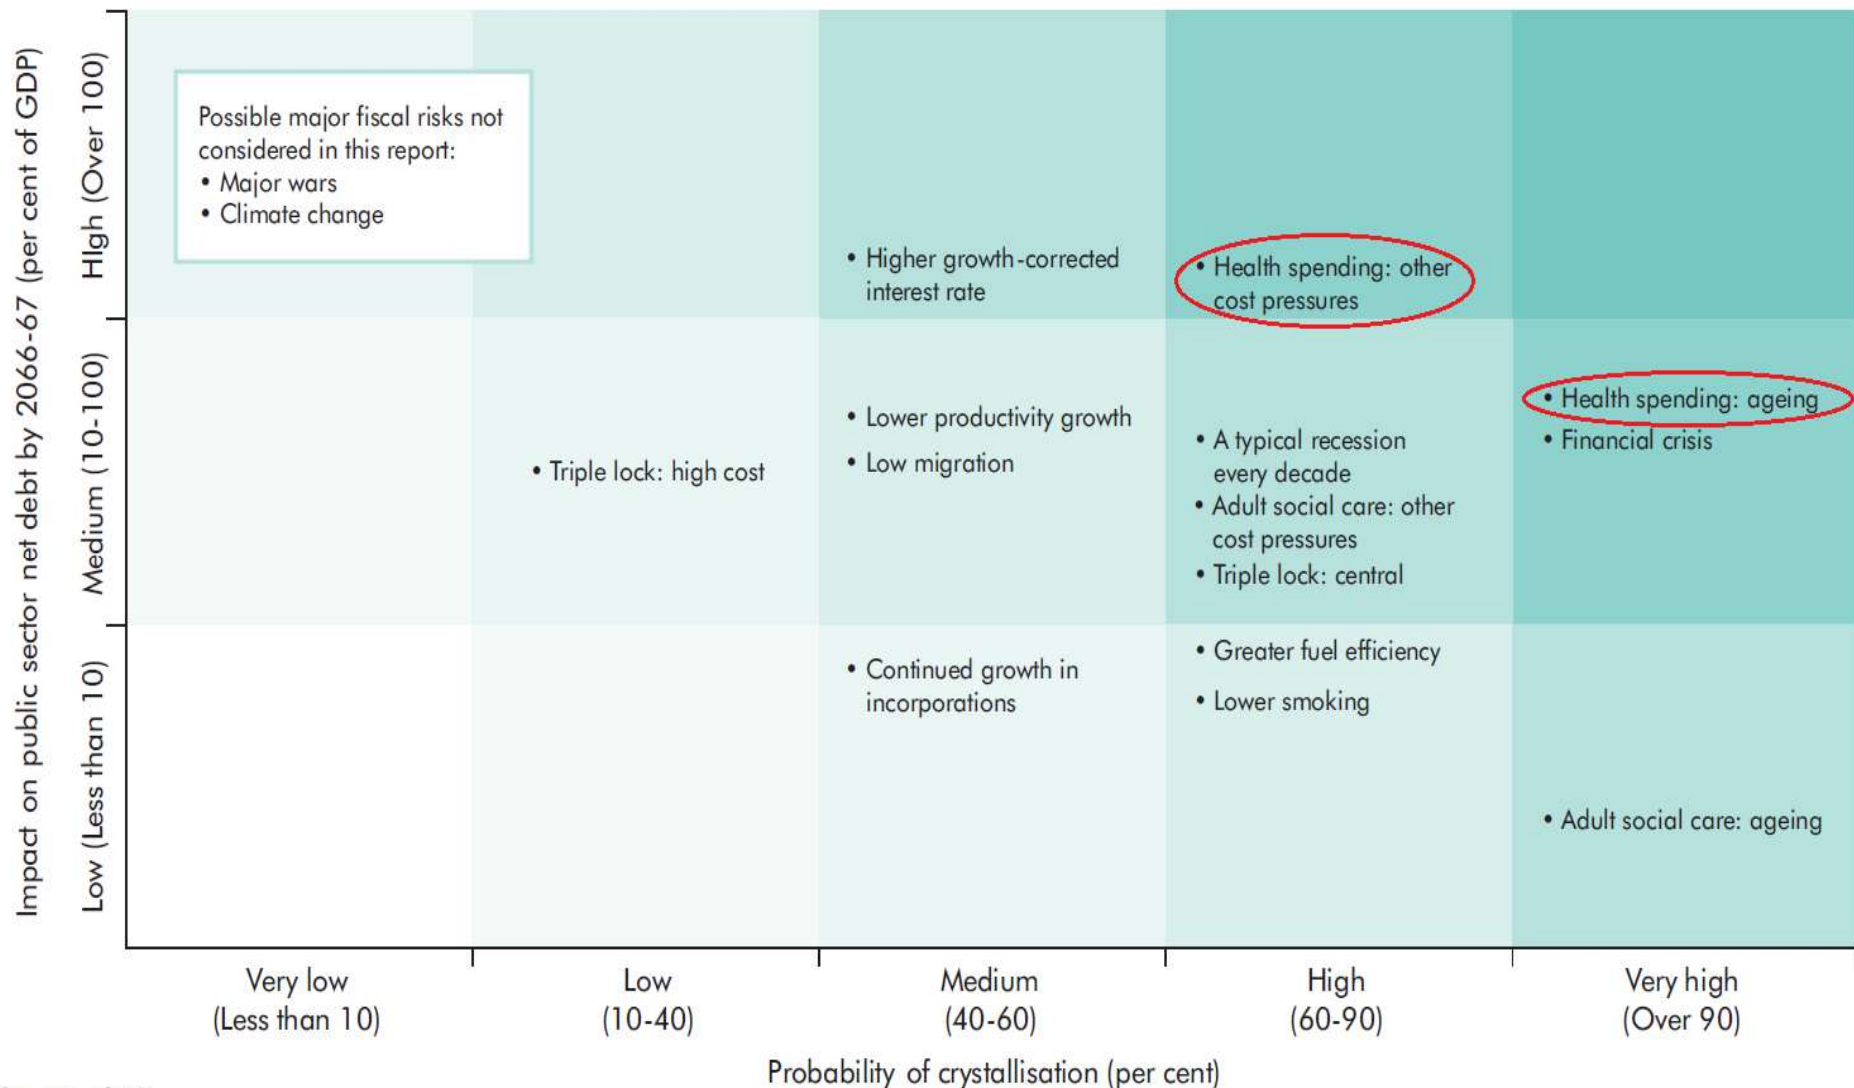 Impact on public sector net debt by 2066-67 (per cent of GDP)
HIgh (Over 100)
Medium (10-100)
Low (Less than 10)
Possible major fiscal risks not
considered in this report:
• Major wars
• Climate change
• Higher growth-corrected
interest rate
• Health spending: other
cost pressures
• Triple lock: high cost
• Lower productivity growth
• Low migration
• A typical recession
every decade
• Adult social care: other
cost pressures
• Triple lock: central
• Health spending: ageing
• Financial crisis
• Continued growth in
incorporations
• Greater fuel efficiency
• Lower smoking
• Adult social care: ageing
Very low
(Less than 10)
Low
(10-40)
Medium
(40-60)
High
(60-90)
Very high
(Over 90)
Probability of crystallisation (per cent)